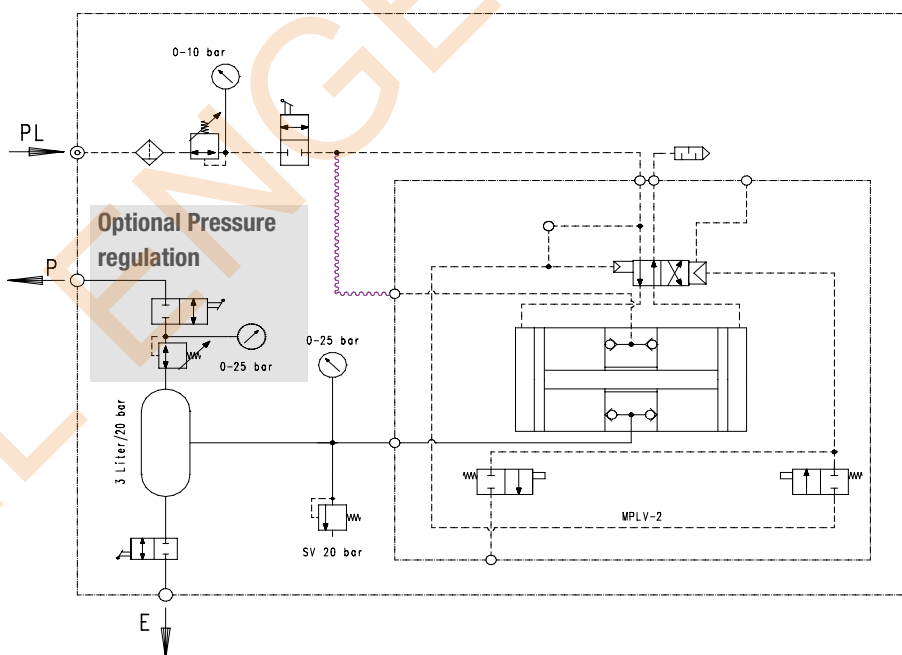 0-10 bar
PL
Optional Pressure
regulation
P
0-25 bar
0-25 bar
3 Liter/20 bar
SV 20 bar
MPLV-2
E